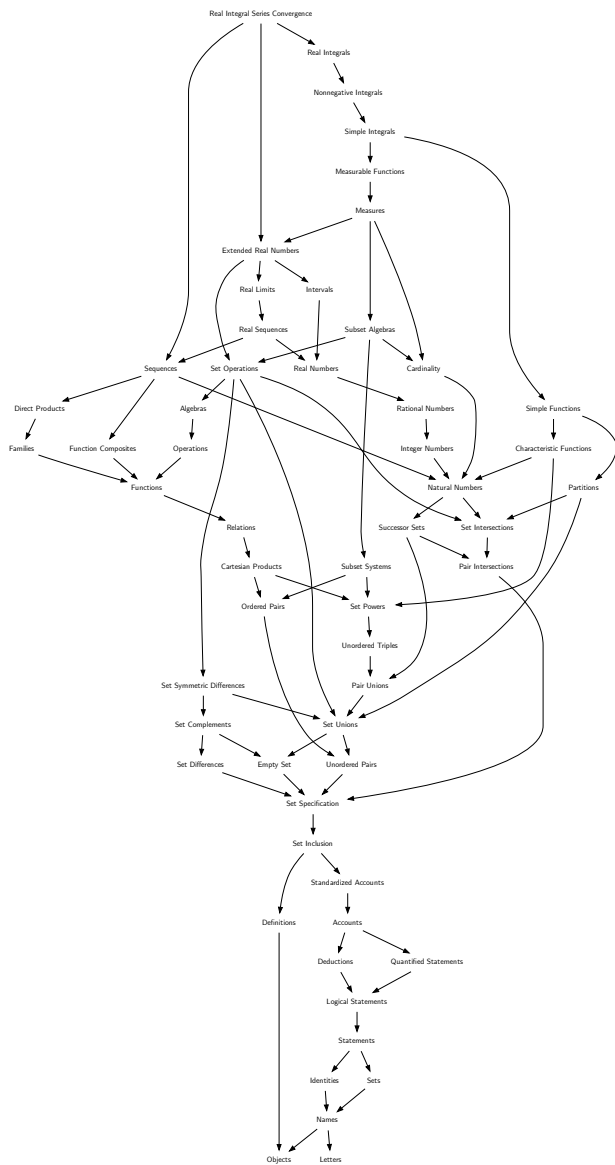 Real Integral Series Convergence
Real Integrals
Nonnegative Integrals
Simple Integrals
Measurable Functions
Measures
Extended Real Numbers
Real Limits
Intervals
Real Sequences
Subset Algebras
Sequences
Set Operations
Real Numbers
Cardinality
Direct Products
Algebras
Rational Numbers
Simple Functions
Families
Function Composites
Operations
Integer Numbers
Characteristic Functions
Functions
Natural Numbers
Partitions
Relations
Successor Sets
Set Intersections
Cartesian Products
Subset Systems
Pair Intersections
Ordered Pairs
Set Powers
Unordered Triples
Set Symmetric Differences
Pair Unions
Set Complements
Set Unions
Set Differences
Empty Set
Unordered Pairs
Set Specification
Set Inclusion
Standardized Accounts
Definitions
Accounts
Deductions
Quantified Statements
Logical Statements
Statements
Identities
Sets
Names
Objects
Letters